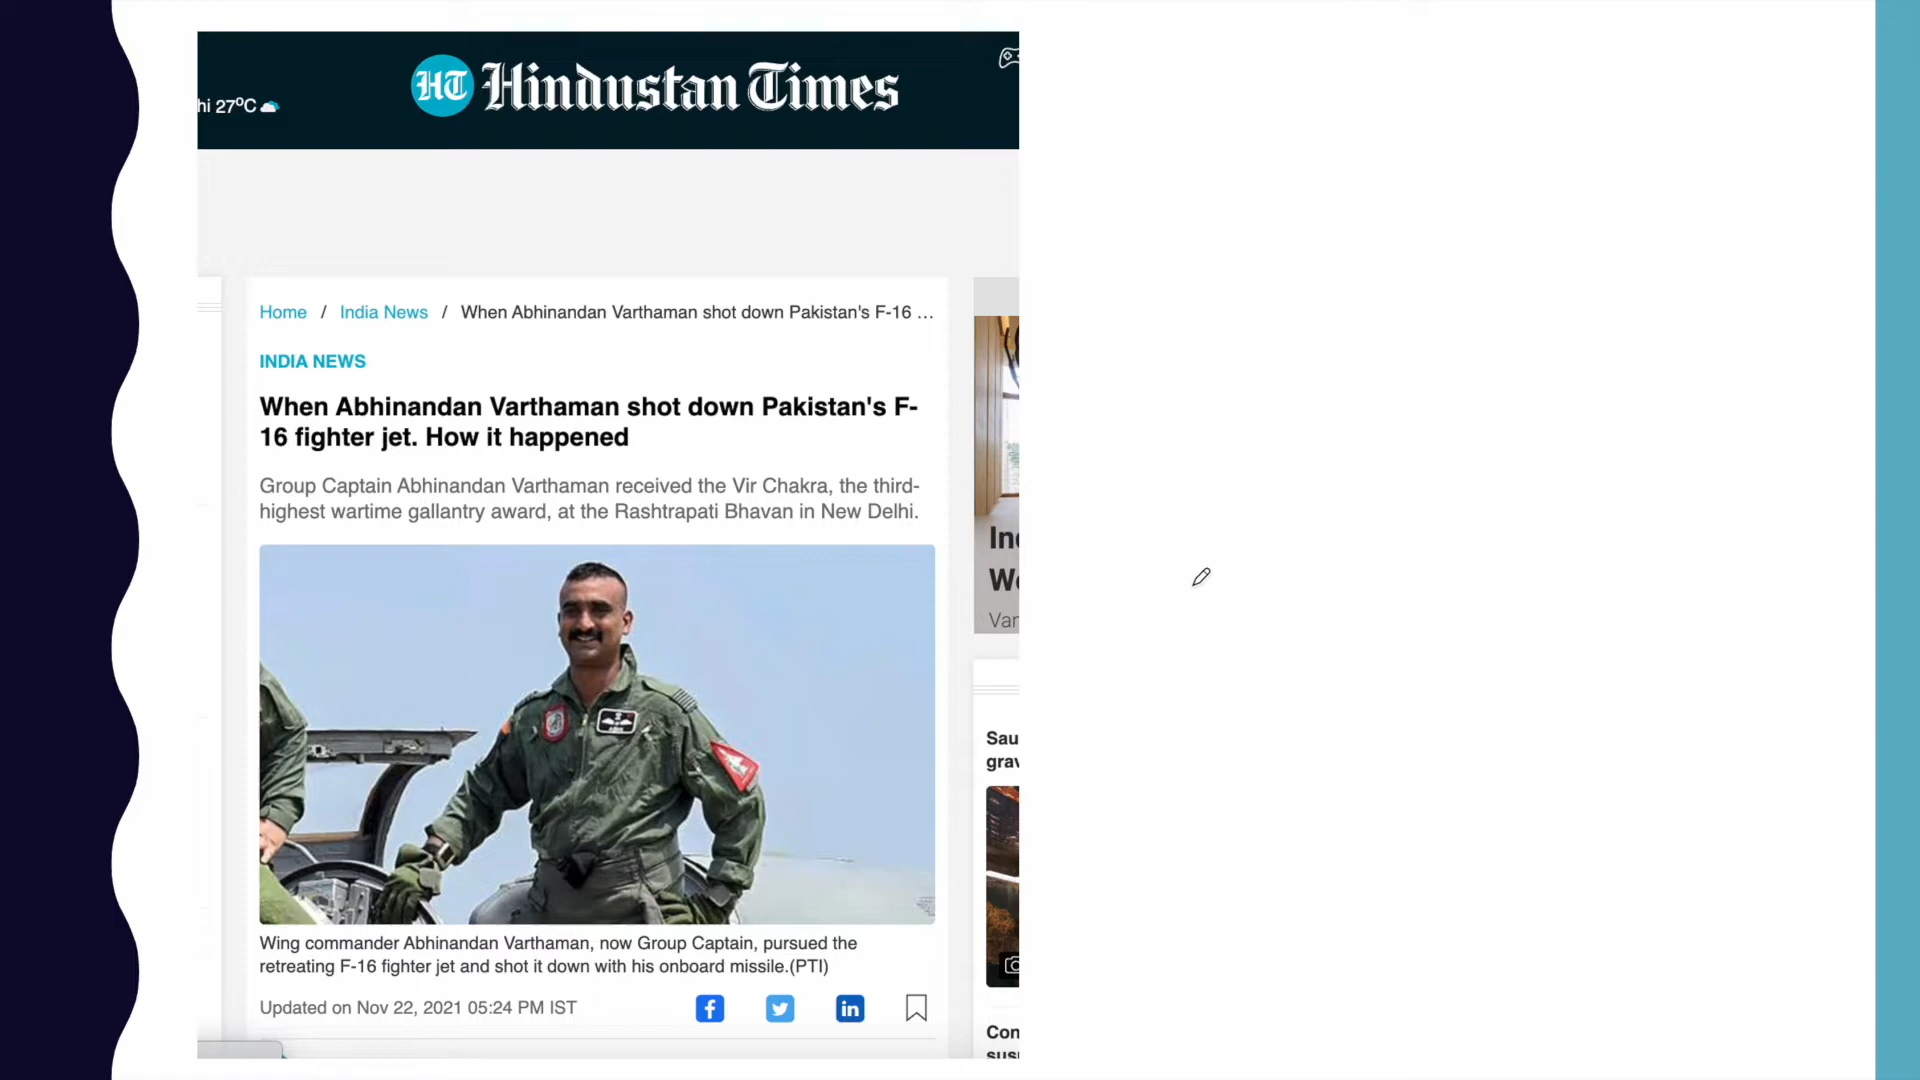 HT Hindustan Times
hi 27°C
Home / India News / When Abhinandan Varthaman shot down Pakistan's F-16 ...
INDIA NEWS
When Abhinandan Varthaman shot down Pakistan's F-
16 fighter jet. How it happened
Group Captain Abhinandan Varthaman received the Vir Chakra, the third-
highest wartime gallantry award, at the Rashtrapati Bhavan in New Delhi.
Wing commander Abhinandan Varthaman, now Group Captain, pursued the
retreating F-16 fighter jet and shot it down with his onboard missile.(PTI)
Updated on Nov 22, 2021 05:24 PM IST
Sau
grav
Con